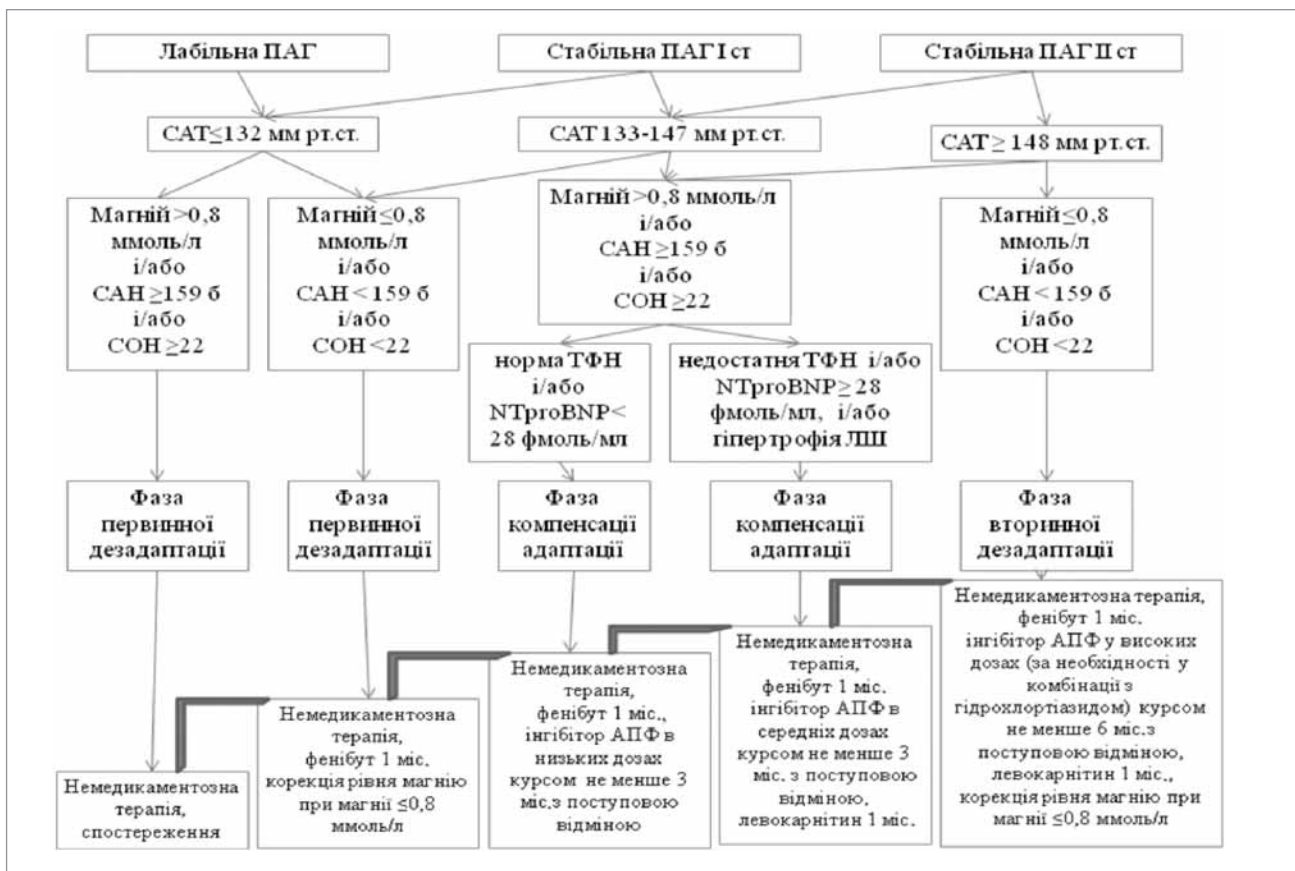 Лабільна ПАГ
Стабільна ПАГ І ст
Стабільна ПАГ ІІ ст
САТ≤132 мм рт.ст.
САТ 133-147 мм рт.ст.
САТ ≥ 148 мм рт.ст.
Магній >0,8
ммоль/л
і/або
САН ≥159 б
і/або
СОН ≥22
Магній ≤0,8
ммоль/л
і/або
САН < 159 б
і/або
СОН <22
Магній >0,8 ммоль/л
і/або
САН ≥159 б
і/або
СОН ≥22
Магній ≤0,8
ммоль/л
і/або
САН < 159 б
і/або
СОН <22
норма ТФН
і/або
NTproBNP<
28 фмоль/мл
недостатня ТФН і/або
NTproBNP≥ 28
фмоль/мл, і/або
гіпертрофія ЛШ
Фаза
первинної
дезадаптації
Фаза
первинної
дезадаптації
Фаза
компенсації
адаптації
Фаза
компенсації
адаптації
Фаза
вторинної
дезадаптації
Немедикаментозна
терапія,
спостереження
Немедикаментозна
терапія,
фенібут 1 міс.
корекція рівня магнію
при магнії ≤0,8
ммоль/л
Немедикаментозна
терапія,
фенібут 1 міс.,
інгібітор АПФ в
низьких дозах
курсом не менше 3
міс.з поступовою
відміною
Немедикаментозна
терапія,
фенібут 1 міс.
інгібітор АПФ в
середніх дозах
курсом не менше 3
міс. з поступовою
відміною,
левокарнітин 1 міс.
Немедикаментозна терапія,
фенібут 1 міс.
інгібітор АПФ у високих
дозах (за необхідності у
комбінації з
гідрохлортіазидом) курсом
не менше 6 міс.з
поступовою відміною,
левокарнітин 1 міс.,
корекція рівня магнію при
магнії ≤0,8 ммоль/л